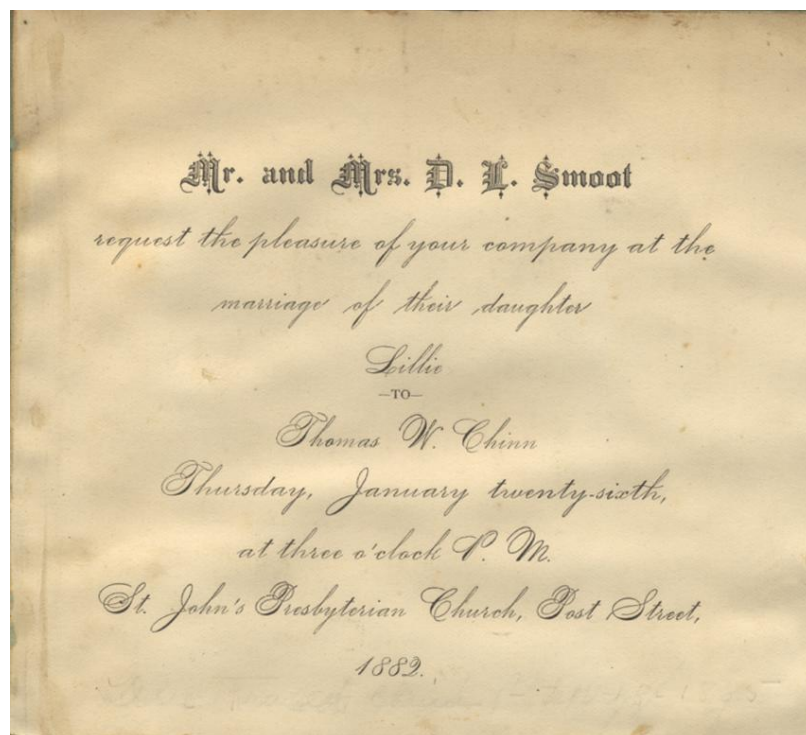 Mr. and Mrs. D. L. Smoot
request the pleasure of your company at the
marriage of their daughter
Lillie
—TO—
Thomas W. Chinn
Thursday, January twenty-sixth,
at three o'clock P. M.
St. John's Presbyterian Church, Post Street,
1882.